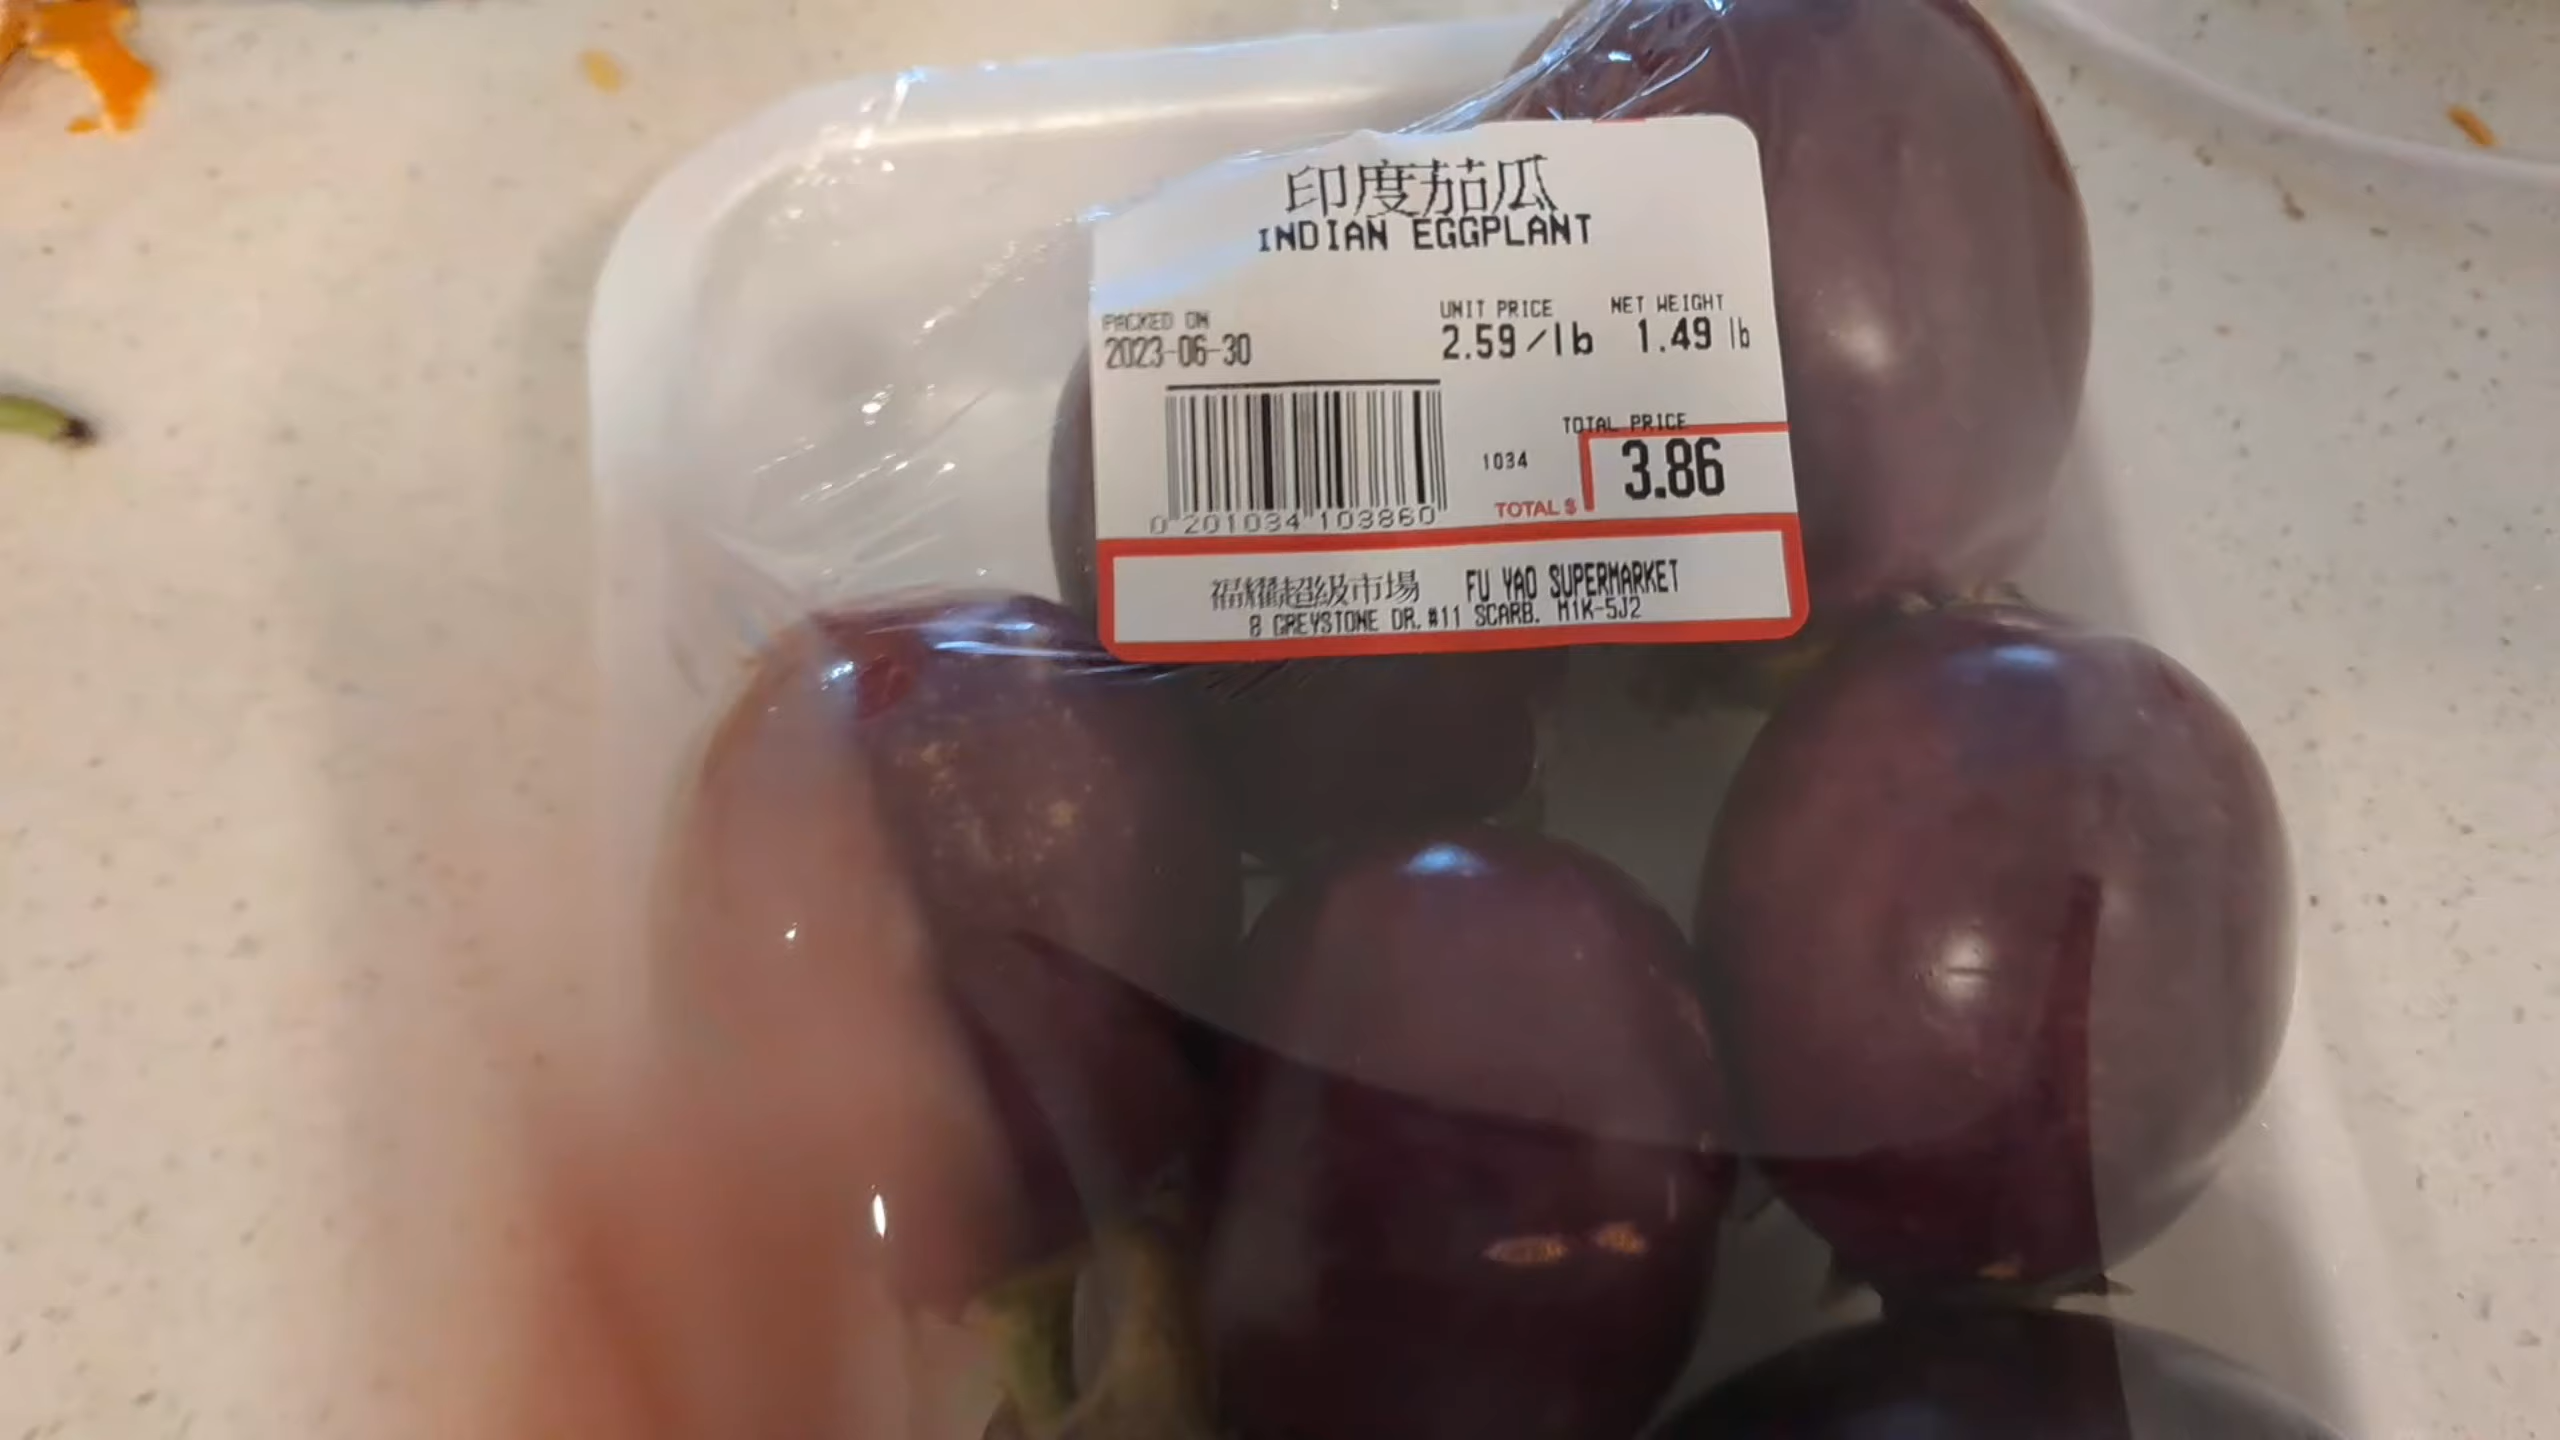 印度茄瓜
INDIAN EGGPLANT
PACKED ON
2023-06-30
UNIT PRICE
2.59/lb
NET WEIGHT
1.49 lb
TOTAL PRICE
1034
TOTAL $
3.86
0 201034 103860
福耀超級市場 FU YAO SUPERMARKET
8 GREYSTONE DR. #11 SCARB. M1K-5J2